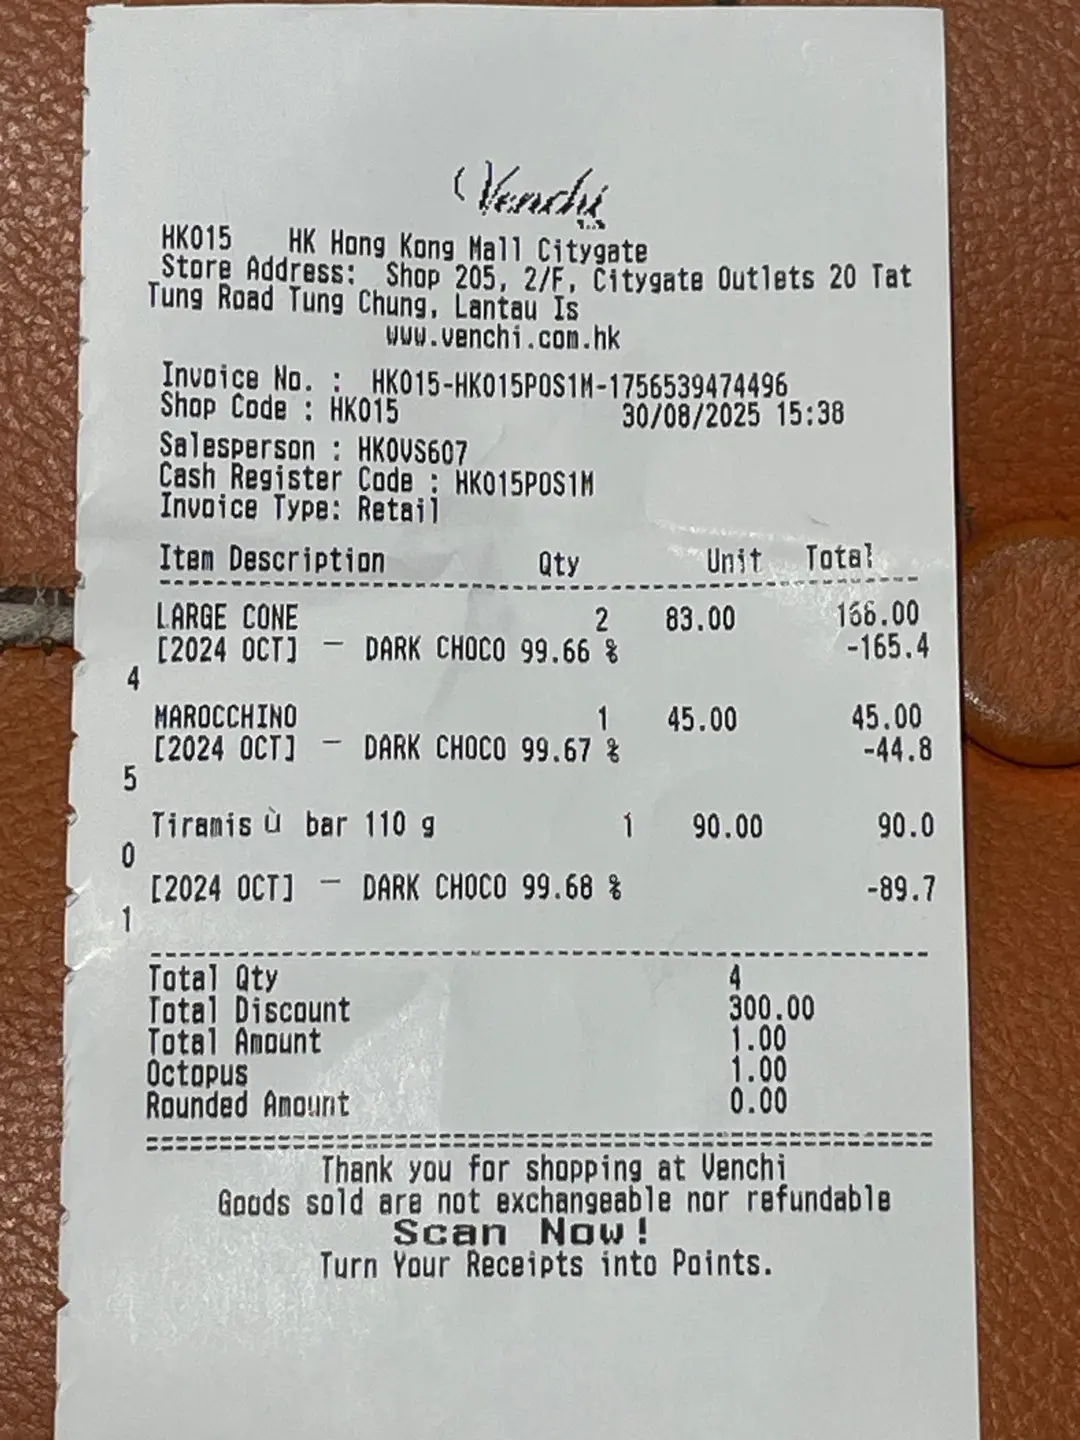 Venchi
HK015 HK Hong Kong Mall Citygate
Store Address: Shop 205, 2/F, Citygate Outlets 20 Tat
Tung Road Tung Chung, Lantau Is
www.venchi.com.hk
Invoice No. : HK015-HK015POS1M-1756539474496
Shop Code : HK015 30/08/2025 15:38
Salesperson : HKOVS607
Cash Register Code : HK015POS1M
Invoice Type: Retail
Item Description Qty Unit Total
LARGE CONE 2 83.00 166.00
[2024 OCT] — DARK CHOCO 99.66 % -165.4
4
MAROCCHINO 1 45.00 45.00
[2024 OCT] — DARK CHOCO 99.67 % -44.8
5
Tiramis Ù bar 110 g 1 90.00 90.0
0
[2024 OCT] — DARK CHOCO 99.68 % -89.7
1
Total Qty 4
Total Discount 300.00
Total Amount 1.00
Octopus 1.00
Rounded Amount 0.00
Thank you for shopping at Venchi
Goods sold are not exchangeable nor refundable
Scan Now!
Turn Your Receipts into Points.